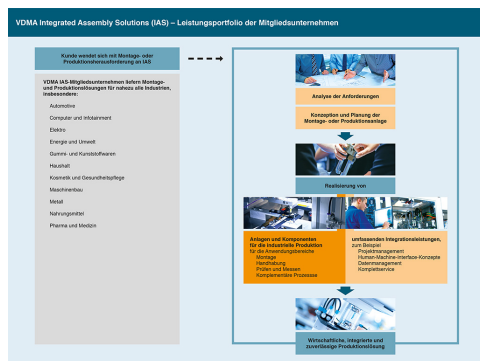 VDMA Integrated Assembly Solutions (IAS) – Leistungsportfolio der Mitgliedsunternehmen
Kunde wendet sich mit Montage- oder
Produktionsherausforderung an IAS
VDMA IAS-Mitgliedsunternehmen liefern Montage-
und Produktionslösungen für nahezu alle Industrien,
insbesondere:
Automotive
Computer und Infotainment
Elektro
Energie und Umwelt
Gummi- und Kunststoffwaren
Haushalt
Kosmetik und Gesundheitspflege
Maschinenbau
Metall
Nahrungsmittel
Pharma und Medizin
Analyse der Anforderungen
Konzeption und Planung der
Montage- oder Produktionsanlage
Realisierung von
Anlagen und Komponenten
für die industrielle Produktion
für die Anwendungsbereiche
Montage
Handhabung
Prüfen und Messen
Komplementäre Prozesse
umfassenden Integrationsleistungen,
zum Beispiel
Projektmanagement
Human-Machine-Interface-Konzepte
Datenmanagement
Komplettservice
Wirtschaftliche, integrierte und
zuverlässige Produktionslösung